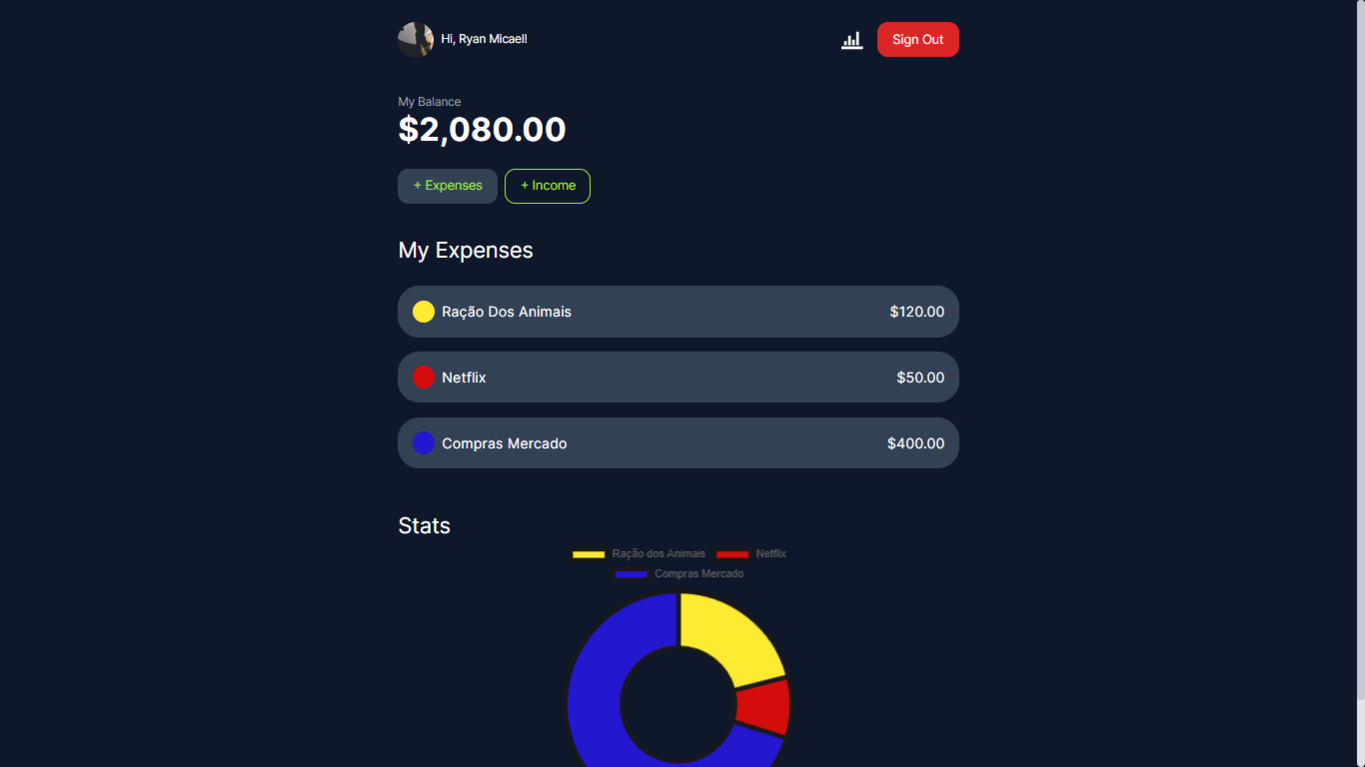 Hi, Ryan Micaell
Sign Out
My Balance
$2,080.00
+ Expenses
+ Income
My Expenses
Ração Dos Animais
$120.00
Netflix
$50.00
Compras Mercado
$400.00
Stats
Ração dos Animais
Netflix
Compras Mercado